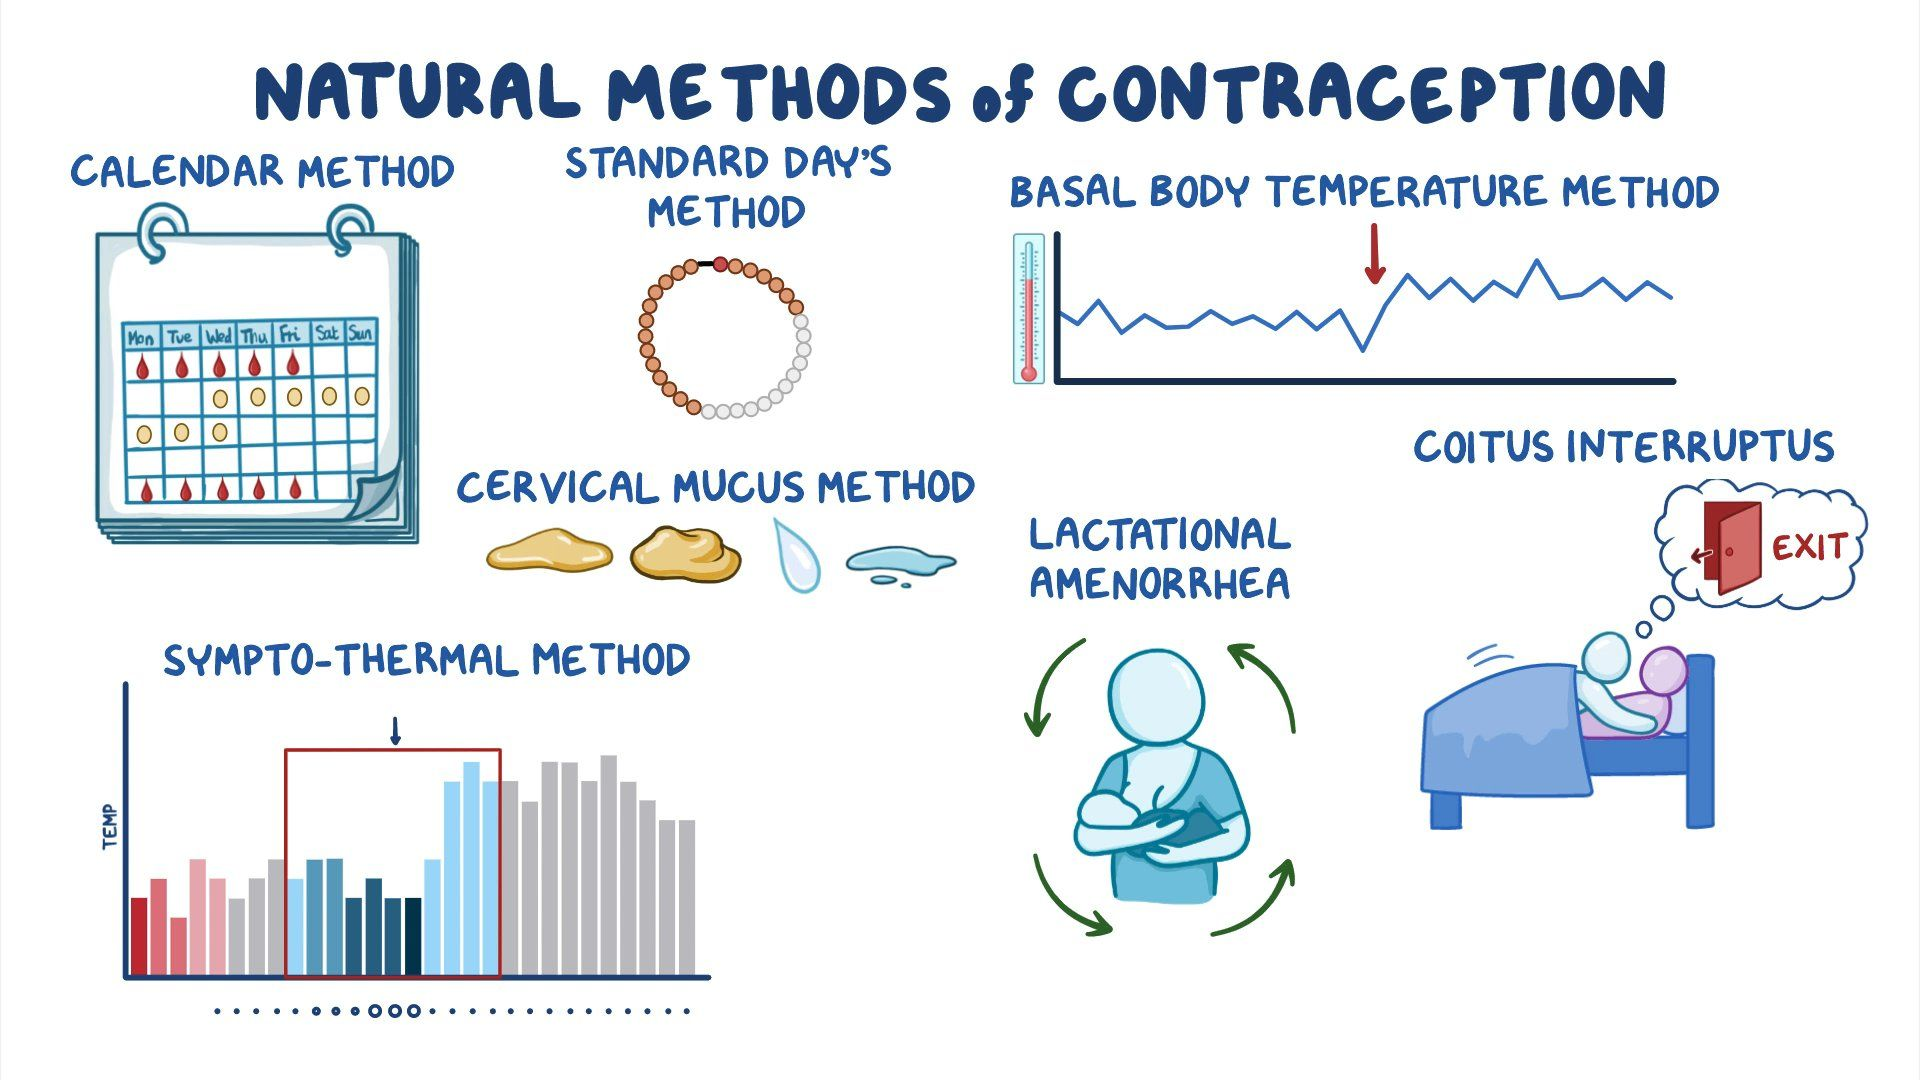 NATURAL METHODS of CONTRACEPTION
CALENDAR METHOD
Mon Tue Wed Thu Fri Sat Sun
STANDARD DAY'S
METHOD
BASAL BODY TEMPERATURE METHOD
CERVICAL MUCUS METHOD
COITUS INTERRUPTUS
EXIT
LACTATIONAL
AMENORRHEA
SYMPTO-THERMAL METHOD
TEMP